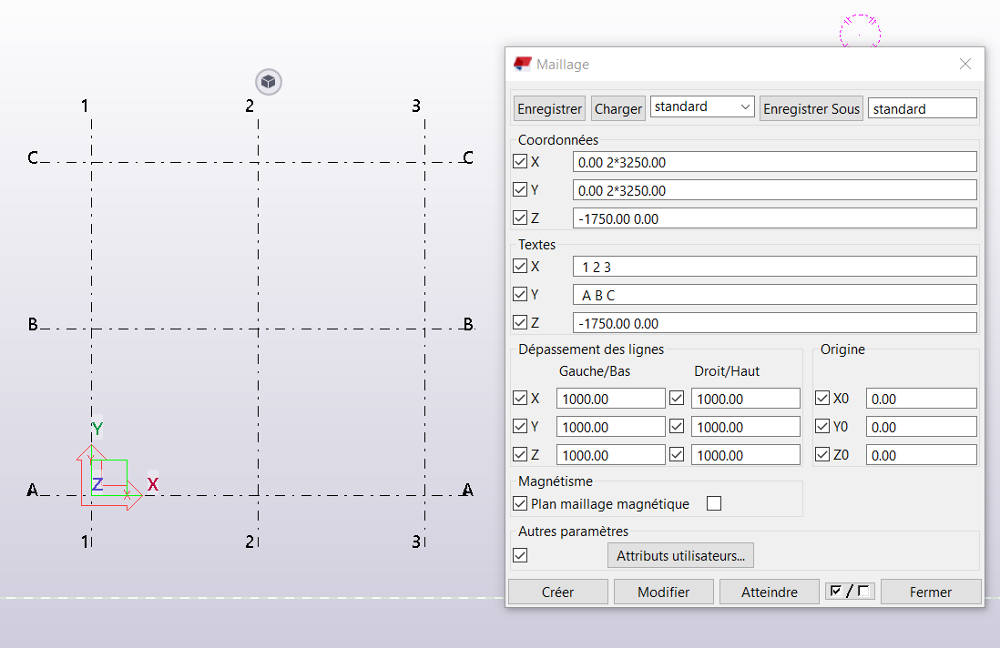 Maillage
Enregistrer Charger standard Enregistrer Sous standard
Coordonnées
X 0.00 2*3250.00
Y 0.00 2*3250.00
Z -1750.00 0.00
Textes
X 1 2 3
Y A B C
Z -1750.00 0.00
Dépassement des lignes Origine
Gauche/Bas Droit/Haut
X 1000.00 1000.00 X0 0.00
Y 1000.00 1000.00 Y0 0.00
Z 1000.00 1000.00 Z0 0.00
Magnétisme
Plan maillage magnétique
Autres paramètres
Attributs utilisateurs...
Créer Modifier Atteindre / Fermer
1 2 3
C C
B B
Y
Z X
A A
1 2 3